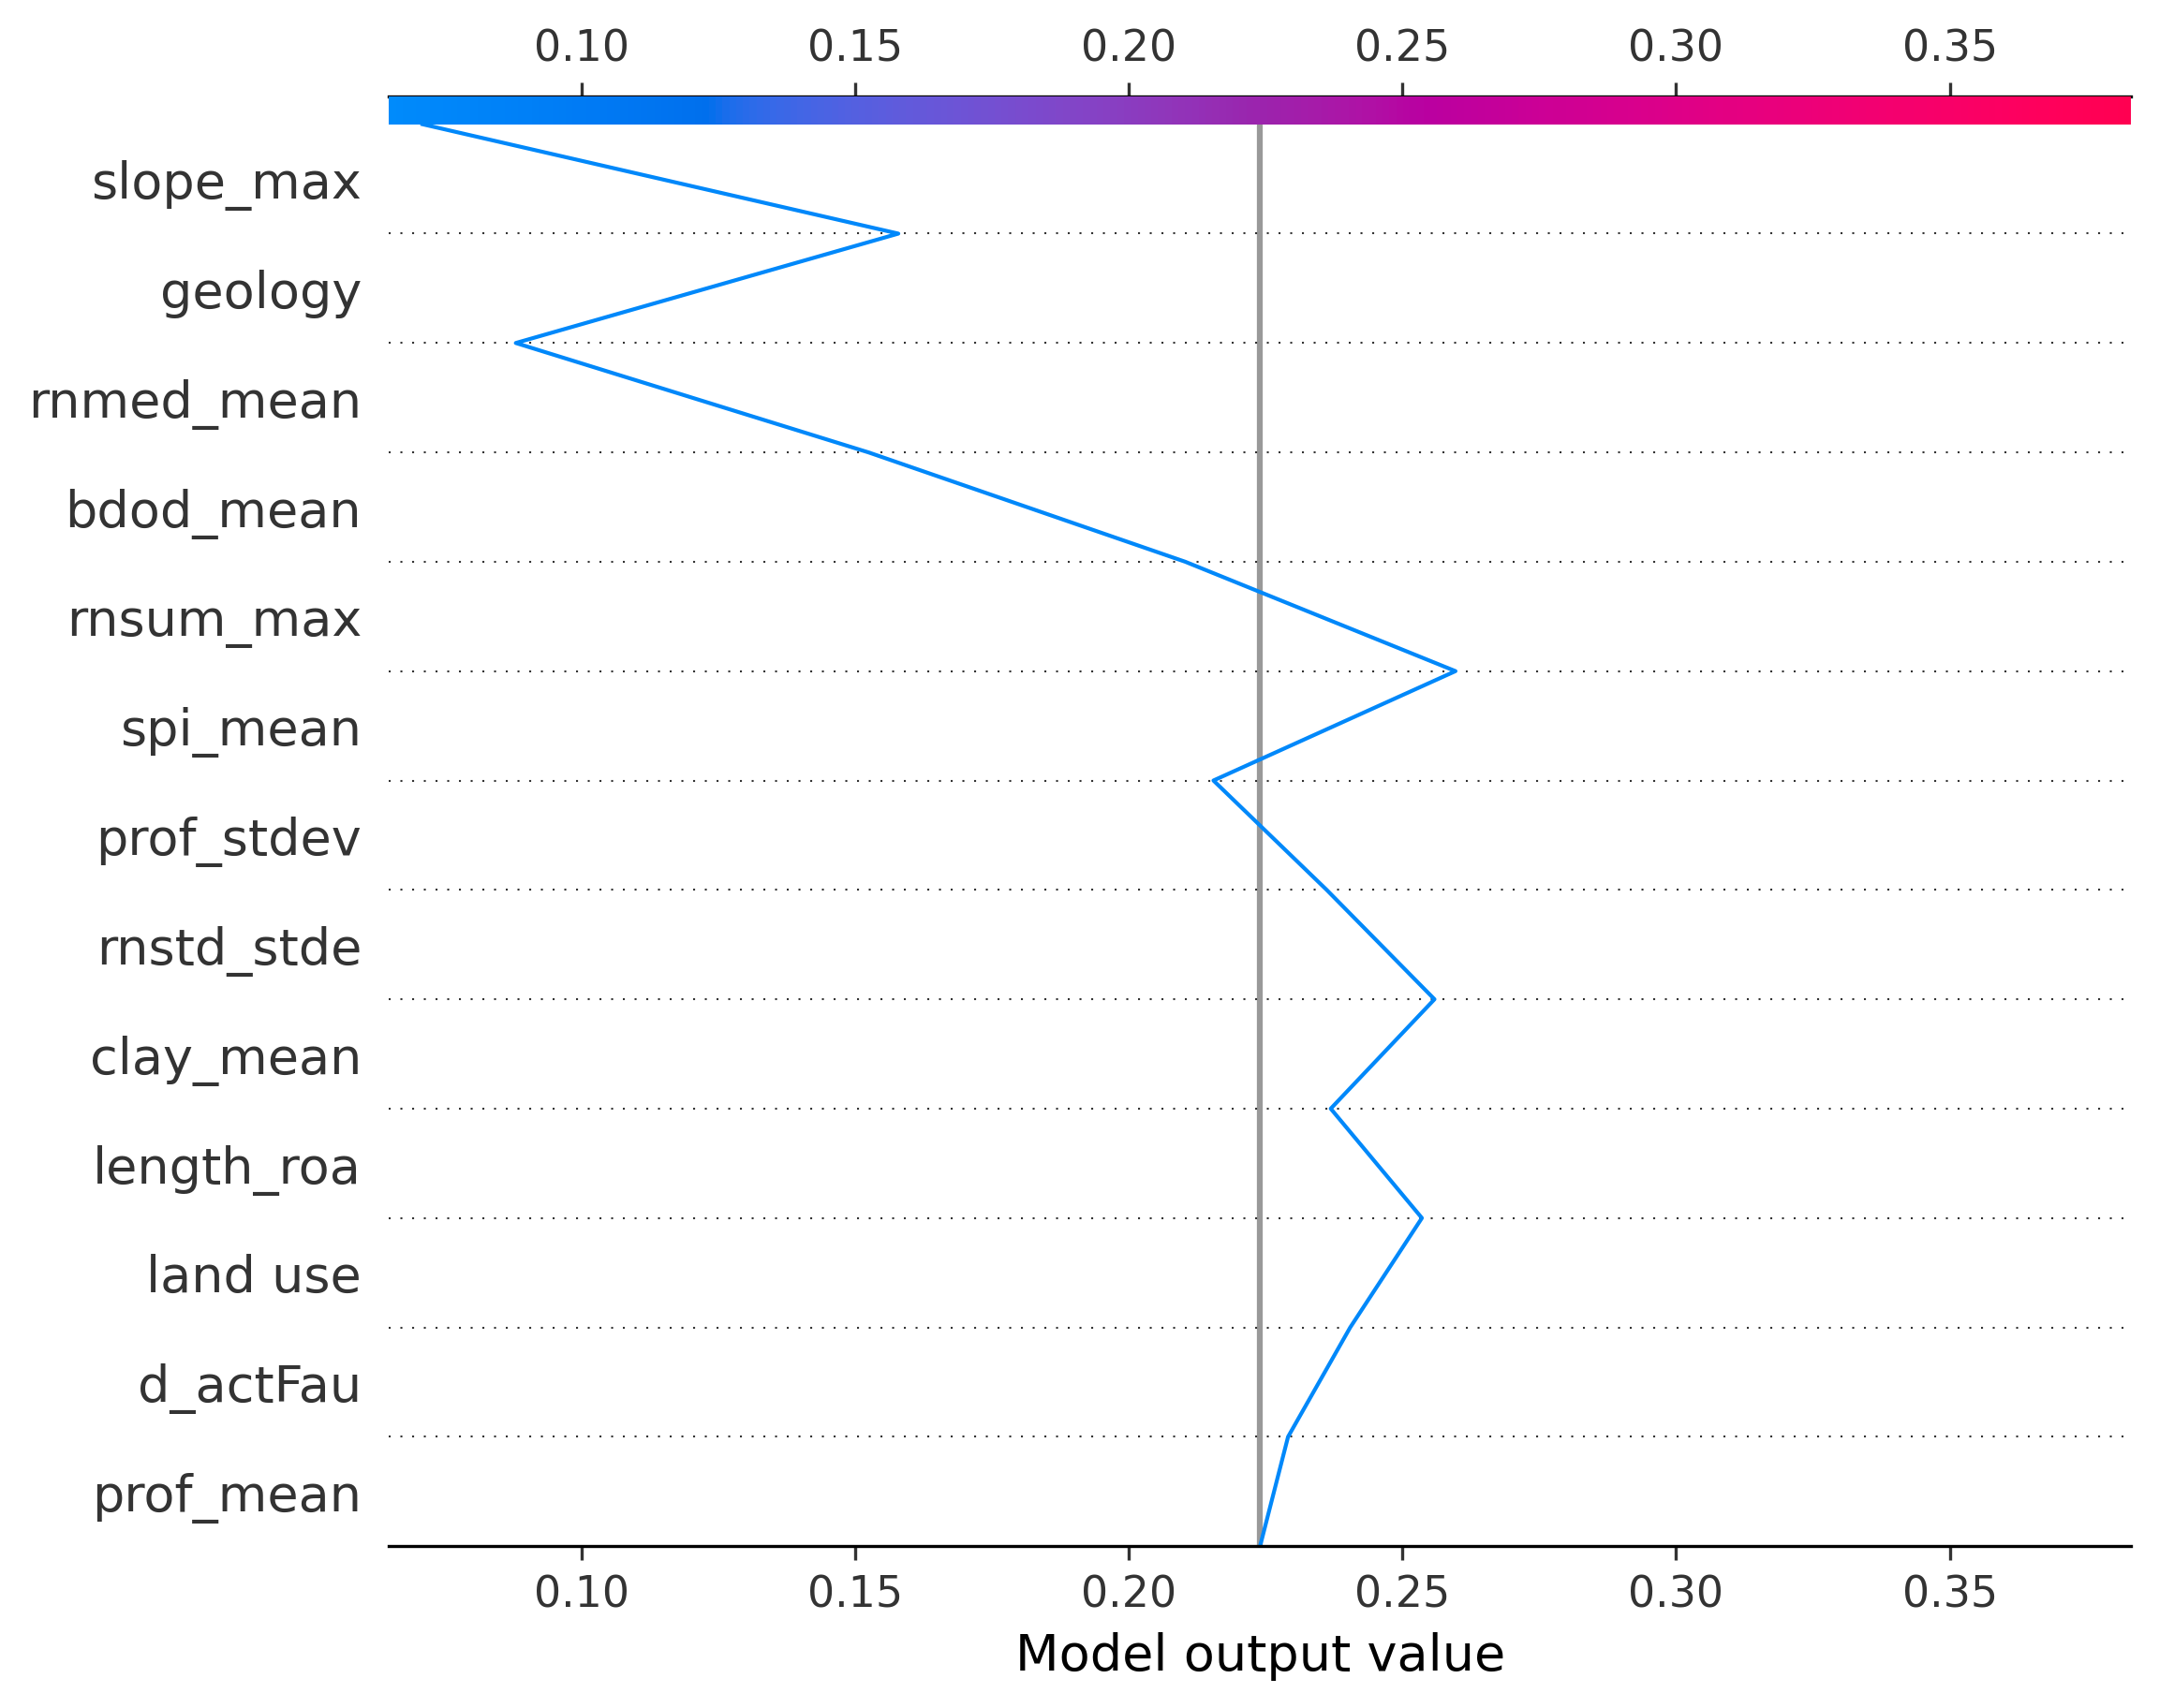 0.10 0.15 0.20 0.25 0.30 0.35
slope_max
geology
rnmed_mean
bdod_mean
rnsum_max
spi_mean
prof_stdev
rnstd_stde
clay_mean
length_roa
land use
d_actFau
prof_mean
0.10 0.15 0.20 0.25 0.30 0.35
Model output value